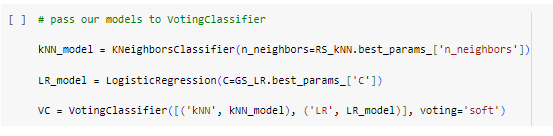 [ ] # pass our models to VotingClassifier
kNN_model = KNeighborsClassifier(n_neighbors=RS_kNN.best_params_['n_neighbors'])
LR_model = LogisticRegression(C=GS_LR.best_params_['C'])
VC = VotingClassifier([('kNN', kNN_model), ('LR', LR_model)], voting='soft')